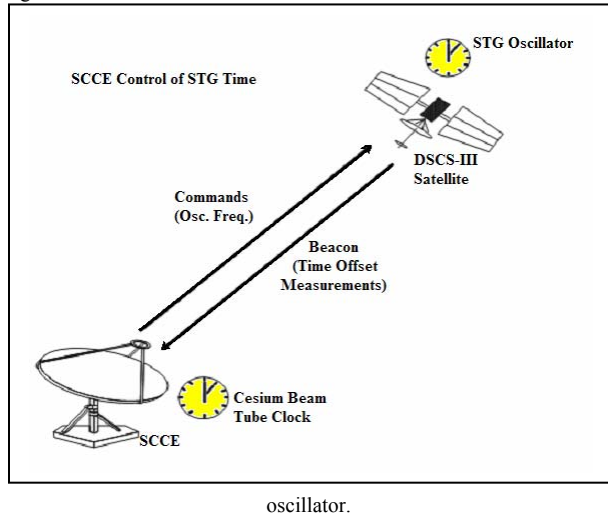 STG Oscillator
SCCE Control of STG Time
DSCS-III
Satellite
Commands
(Osc. Freq.)
Beacon
(Time Offset
Measurements)
Cesium Beam
Tube Clock
SCCE
oscillator.